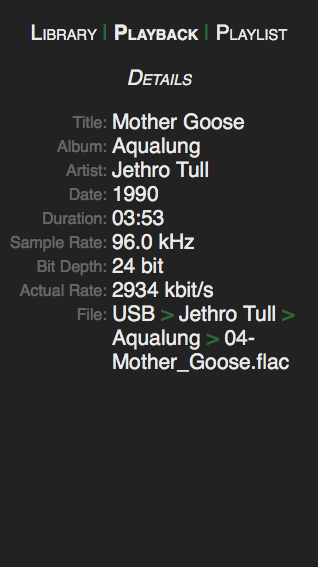 Library | Playback | Playlist
Details
Title: Mother Goose
Album: Aqualung
Artist: Jethro Tull
Date: 1990
Duration: 03:53
Sample Rate: 96.0 kHz
Bit Depth: 24 bit
Actual Rate: 2934 kbit/s
File: USB > Jethro Tull >
Aqualung > 04-
Mother_Goose.flac